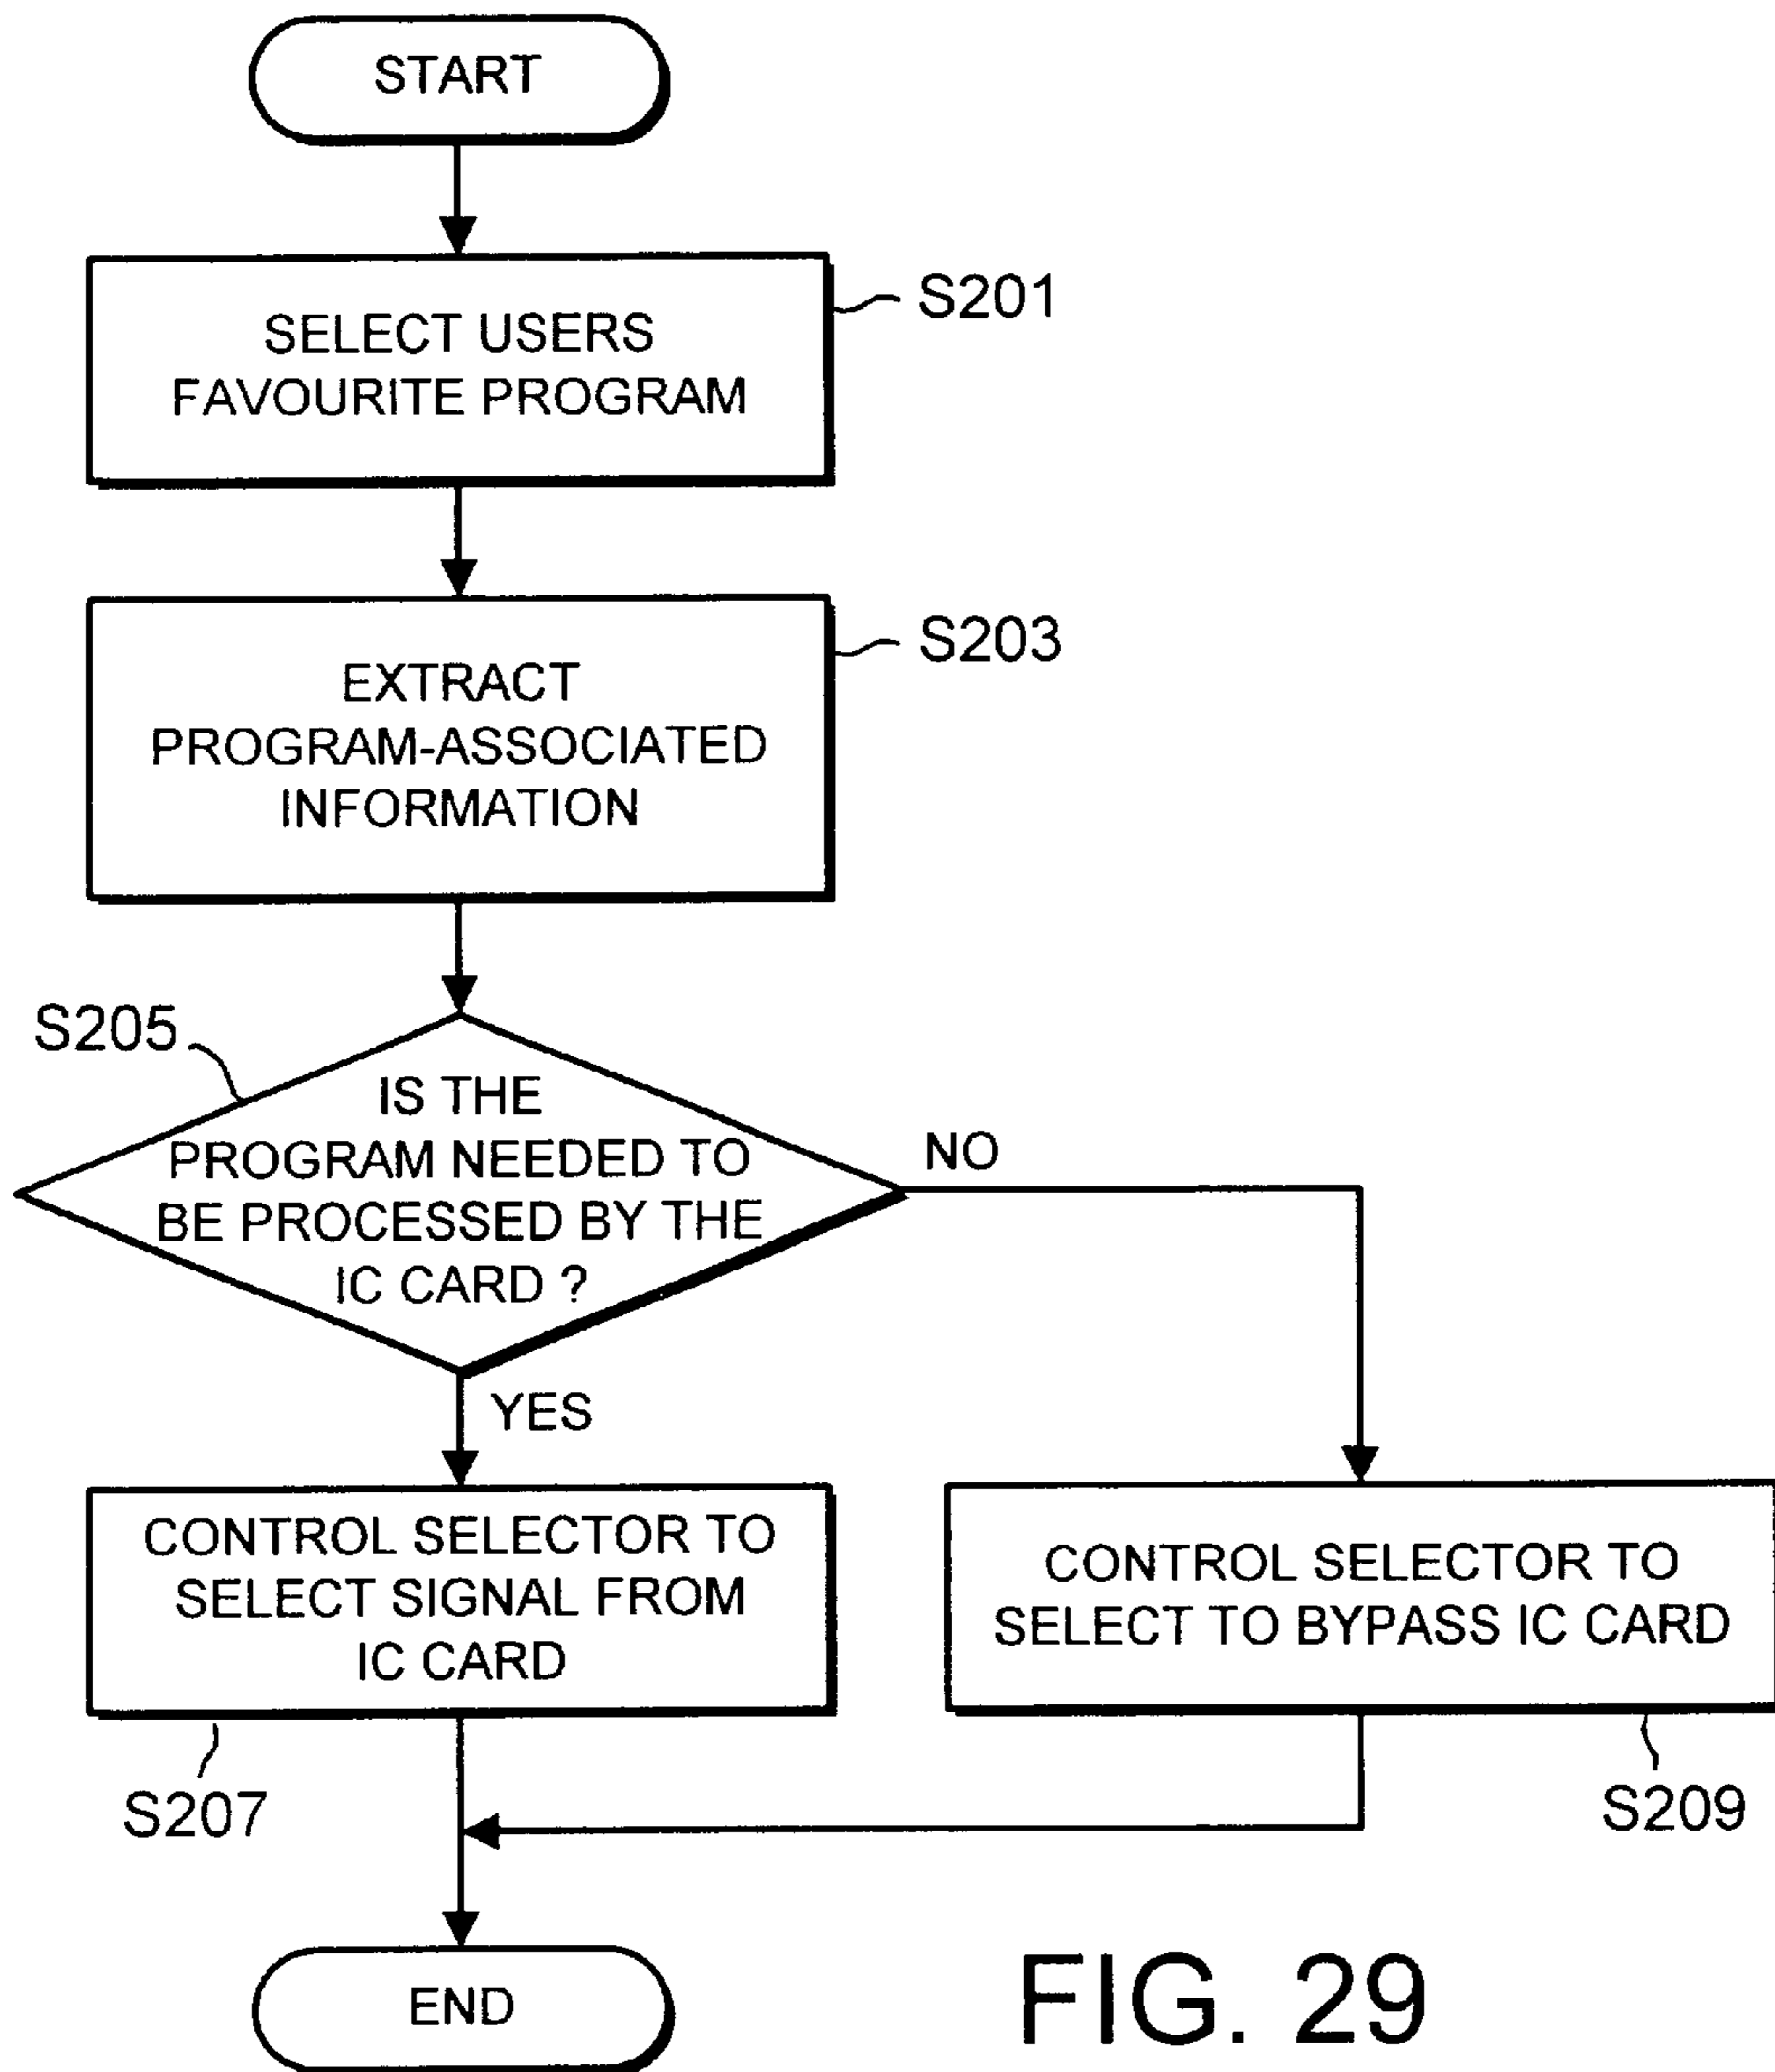 START
SELECT USERS
FAVOURITE PROGRAM
S201
EXTRACT
PROGRAM-ASSOCIATED
INFORMATION
S203
S205
IS THE
PROGRAM NEEDED TO
BE PROCESSED BY THE
IC CARD ?
NO
YES
CONTROL SELECTOR TO
SELECT SIGNAL FROM
IC CARD
S207
CONTROL SELECTOR TO
SELECT TO BYPASS IC CARD
S209
END
FIG. 29